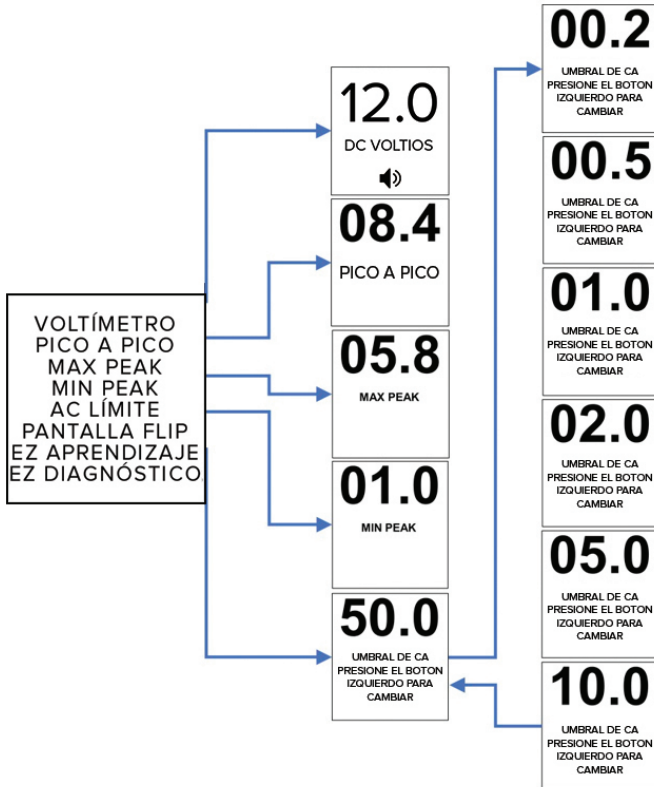 VOLTÍMETRO
PICO A PICO
MAX PEAK
MIN PEAK
AC LÍMITE
PANTALLA FLIP
EZ APRENDIZAJE
EZ DIAGNÓSTICO.
12.0
DC VOLTIOS
08.4
PICO A PICO
05.8
MAX PEAK
01.0
MIN PEAK
50.0
UMBRAL DE CA
PRESIONE EL BOTON
IZQUIERDO PARA
CAMBIAR
00.2
UMBRAL DE CA
PRESIONE EL BOTON
IZQUIERDO PARA
CAMBIAR
00.5
UMBRAL DE CA
PRESIONE EL BOTON
IZQUIERDO PARA
CAMBIAR
01.0
UMBRAL DE CA
PRESIONE EL BOTON
IZQUIERDO PARA
CAMBIAR
02.0
UMBRAL DE CA
PRESIONE EL BOTON
IZQUIERDO PARA
CAMBIAR
05.0
UMBRAL DE CA
PRESIONE EL BOTON
IZQUIERDO PARA
CAMBIAR
10.0
UMBRAL DE CA
PRESIONE EL BOTON
IZQUIERDO PARA
CAMBIAR